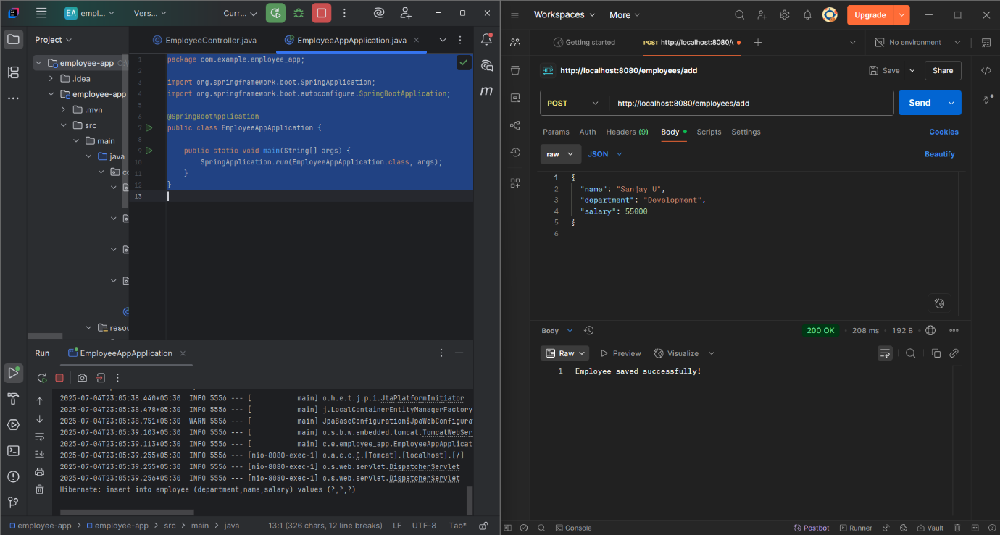 EA empl... Vers... Curr...
Project
EmployeeController.java
EmployeeAppApplication.java
employee-app
.idea
employee-app
.mvn
src
main
java
resou
1 package com.example.employee_app;
2
3 import org.springframework.boot.SpringApplication;
4 import org.springframework.boot.autoconfigure.SpringBootApplication;
5
6 @SpringBootApplication
7 public class EmployeeAppApplication {
8
9 public static void main(String[] args) {
10 SpringApplication.run(EmployeeAppApplication.class, args);
11 }
12 }
13
m
Run EmployeeAppApplication
2025-07-04T23:05:38.440+05:30 INFO 5556 --- [ main] o.h.e.t.j.p.i.JtaPlatformInitiator
2025-07-04T23:05:38.478+05:30 INFO 5556 --- [ main] j.LocalContainerEntityManagerFactory
2025-07-04T23:05:38.751+05:30 WARN 5556 --- [ main] JpaBaseConfiguration$JpaWebConfigura
2025-07-04T23:05:39.103+05:30 INFO 5556 --- [ main] o.s.b.w.embedded.tomcat.TomcatWebSer
2025-07-04T23:05:39.113+05:30 INFO 5556 --- [ main] c.e.employee_app.EmployeeAppApplicat
2025-07-04T23:05:39.255+05:30 INFO 5556 --- [nio-8080-exec-1] o.a.c.c.C.[Tomcat].[localhost].[/]
2025-07-04T23:05:39.255+05:30 INFO 5556 --- [nio-8080-exec-1] o.s.web.servlet.DispatcherServlet
2025-07-04T23:05:39.256+05:30 INFO 5556 --- [nio-8080-exec-1] o.s.web.servlet.DispatcherServlet
Hibernate: insert into employee (department,name,salary) values (?,?,?)
employee-app > employee-app > src > main > java 13:1 (326 chars, 12 line breaks) LF UTF-8 Tab*
Workspaces More Upgrade
Getting started POST http://localhost:8080/ No environment
HTTP http://localhost:8080/employees/add Save Share
POST http://localhost:8080/employees/add Send
Params Auth Headers (9) Body Scripts Settings Cookies
raw JSON Beautify
1 {
2 "name": "Sanjay U",
3 "department": "Development",
4 "salary": 55000
5 }
6
Body 200 OK 208 ms 192 B
Raw Preview Visualize
1 Employee saved successfully!
Console Postbot Runner Vault